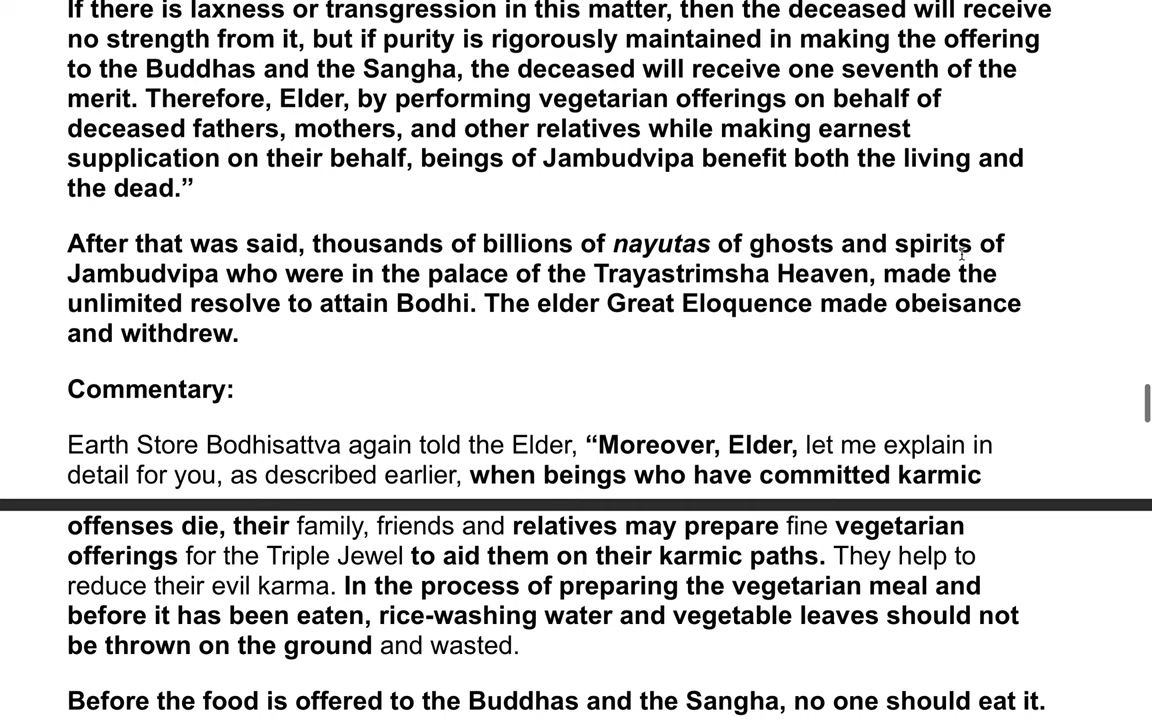 If there is laxness or transgression in this matter, then the deceased will receive
no strength from it, but if purity is rigorously maintained in making the offering
to the Buddhas and the Sangha, the deceased will receive one seventh of the
merit. Therefore, Elder, by performing vegetarian offerings on behalf of
deceased fathers, mothers, and other relatives while making earnest
supplication on their behalf, beings of Jambudvipa benefit both the living and
the dead.”
After that was said, thousands of billions of nayutas of ghosts and spirits of
Jambudvipa who were in the palace of the Trayastrimsha Heaven, made the
unlimited resolve to attain Bodhi. The elder Great Eloquence made obeisance
and withdrew.
Commentary:
Earth Store Bodhisattva again told the Elder, “Moreover, Elder, let me explain in
detail for you, as described earlier, when beings who have committed karmic
offenses die, their family, friends and relatives may prepare fine vegetarian
offerings for the Triple Jewel to aid them on their karmic paths. They help to
reduce their evil karma. In the process of preparing the vegetarian meal and
before it has been eaten, rice-washing water and vegetable leaves should not
be thrown on the ground and wasted.
Before the food is offered to the Buddhas and the Sangha, no one should eat it.